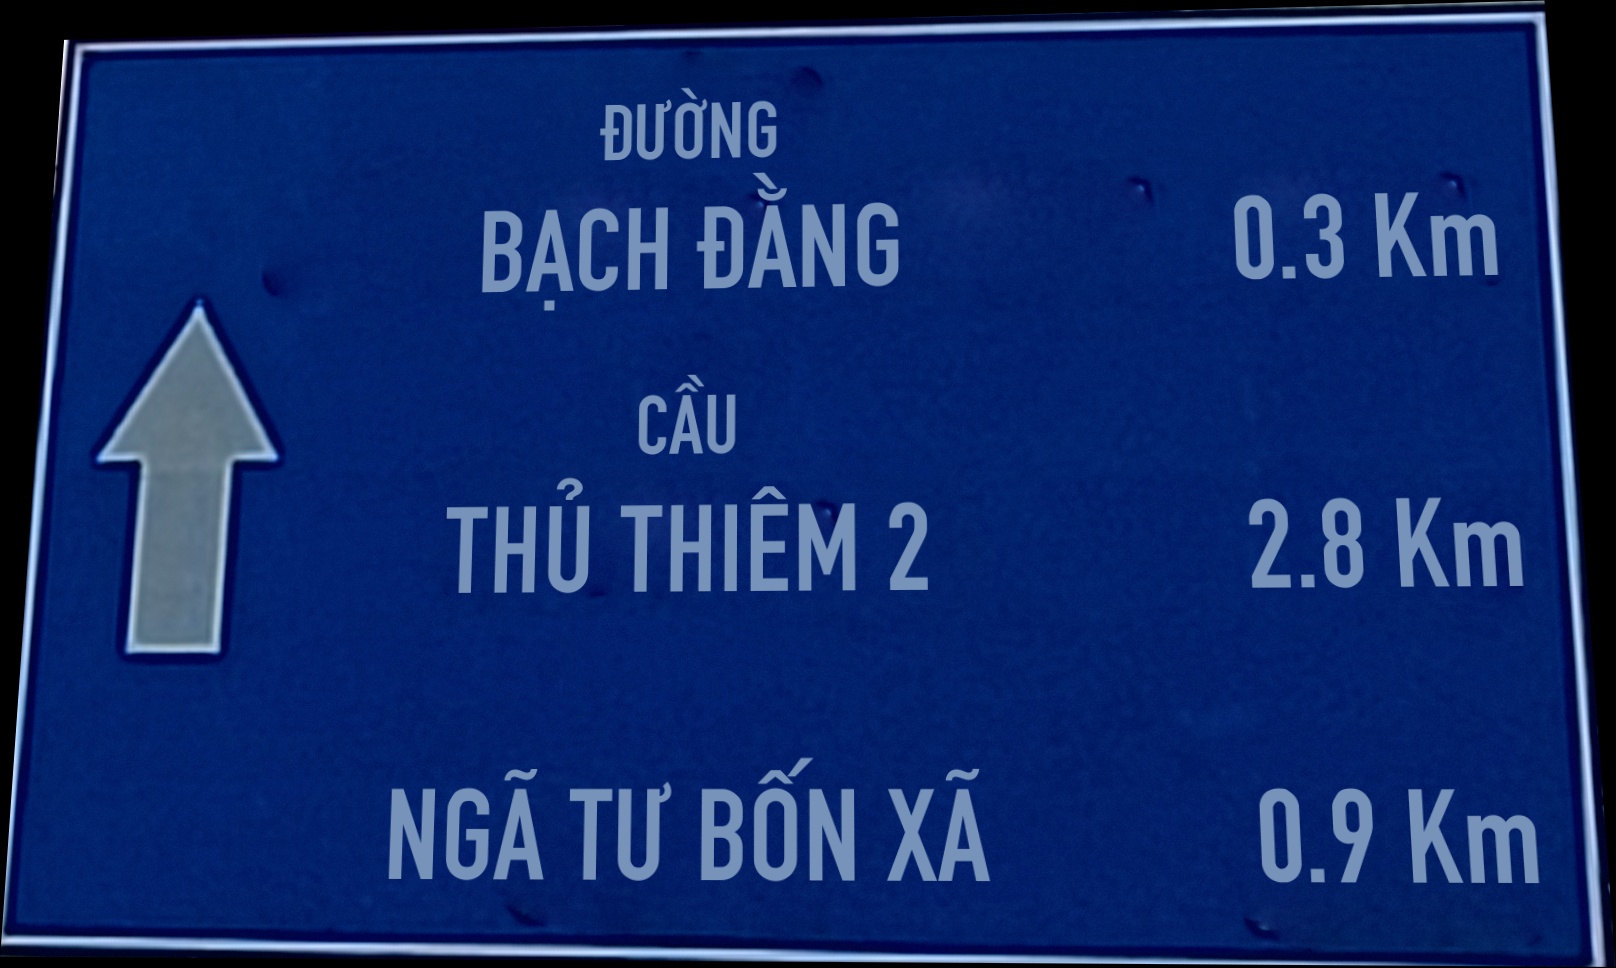 ĐƯỜNG
BẠCH ĐẰNG 0.3 Km
CẦU
THỦ THIÊM 2 2.8 Km
NGÃ TƯ BỐN XÃ 0.9 Km